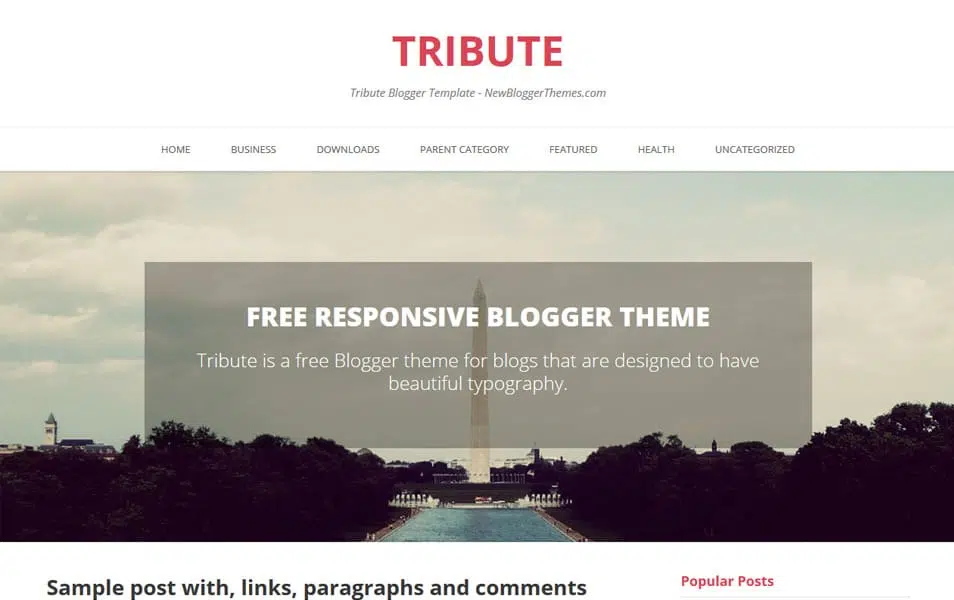 TRIBUTE
Tribute Blogger Template - NewBloggerThemes.com
HOME BUSINESS DOWNLOADS PARENT CATEGORY FEATURED HEALTH UNCATEGORIZED
FREE RESPONSIVE BLOGGER THEME
Tribute is a free Blogger theme for blogs that are designed to have
beautiful typography.
Sample post with, links, paragraphs and comments
Popular Posts